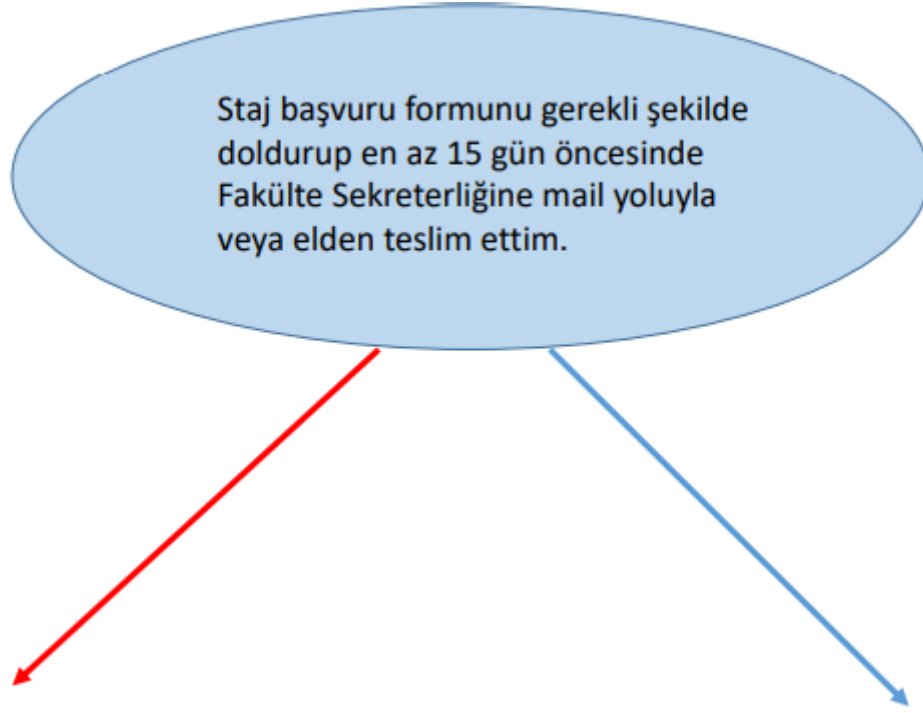 Staj başvuru formunu gerekli şekilde
doldurup en az 15 gün öncesinde
Fakülte Sekreterliğine mail yoluyla
veya elden teslim ettim.